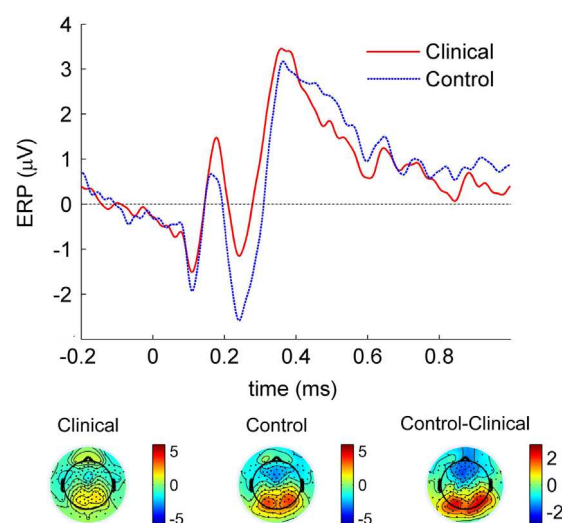 4
3
2
1
0
-1
-2
ERP (μV)
Clinical
Control
-0.2 0 0.2 0.4 0.6 0.8
time (ms)
Clinical Control Control-Clinical
5 5 2
0 0 0
-5 -5 -2